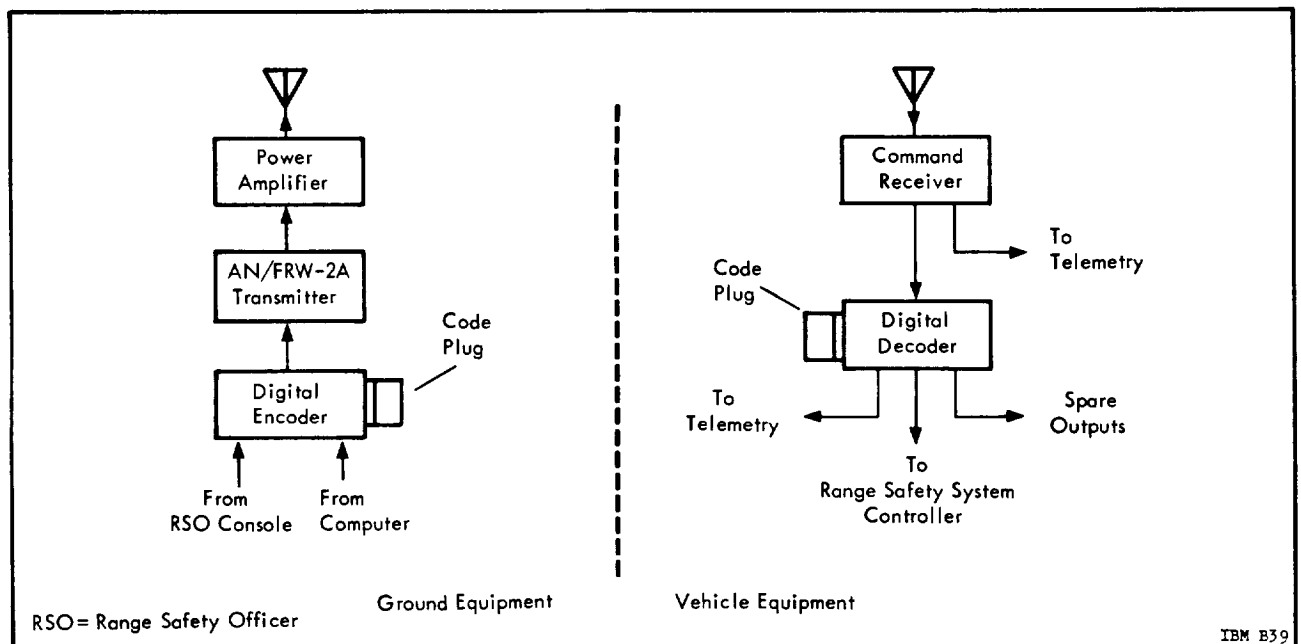 Power
Amplifier
AN/FRW-2A
Transmitter
Code
Plug
Digital
Encoder
From
RSO Console
From
Computer
Command
Receiver
To
Telemetry
Code
Plug
Digital
Decoder
To
Telemetry
Spare
Outputs
To
Range Safety System
Controller
Ground Equipment
Vehicle Equipment
RSO = Range Safety Officer
IBM B39